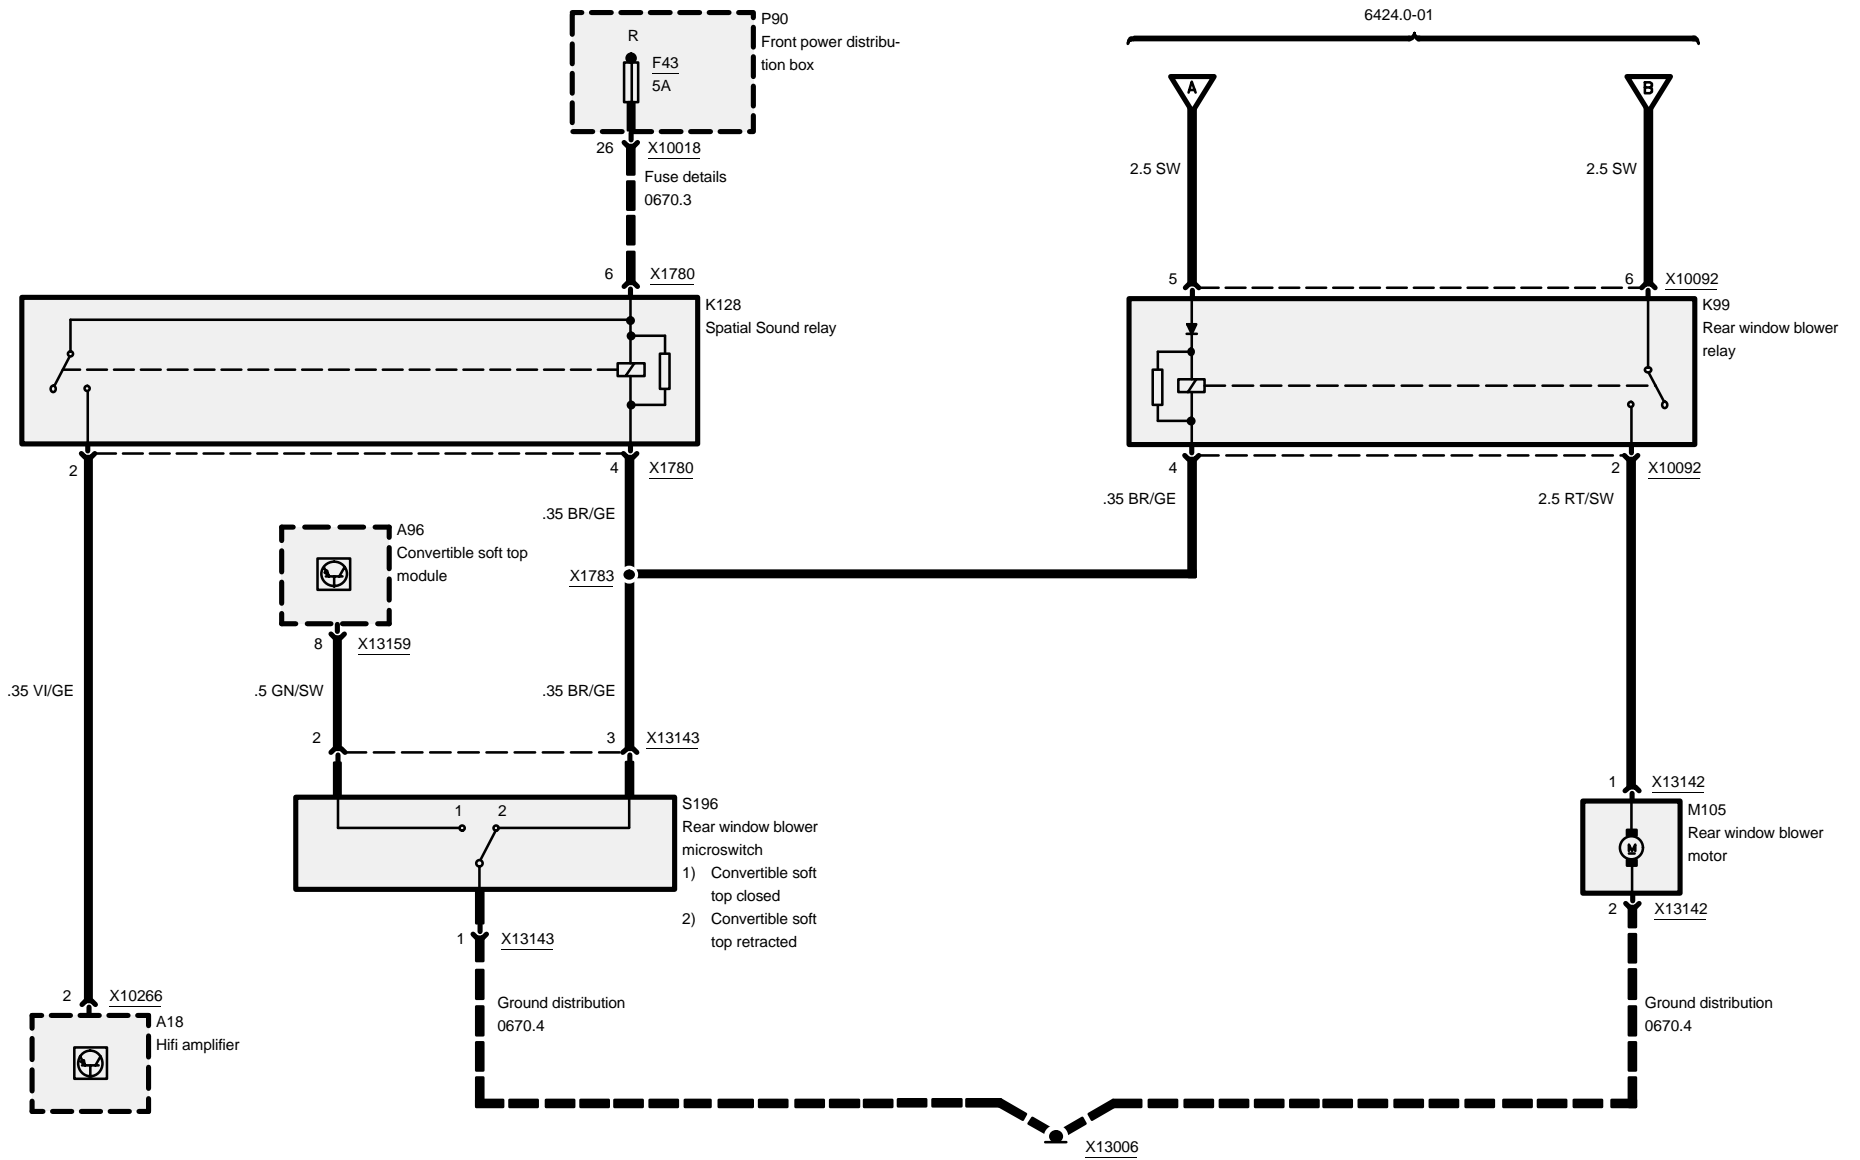 6424.0-01
P90
Front power distribu-
tion box
R
F43
5A
A
B
26 X10018
Fuse details
0670.3
2.5 SW
2.5 SW
6 X1780
5
6 X10092
K128
Spatial Sound relay
K99
Rear window blower
relay
2
4 X1780
4
2 X10092
.35 BR/GE
.35 BR/GE
2.5 RT/SW
A96
Convertible soft top
module
X1783
8 X13159
.35 VI/GE
.5 GN/SW
.35 BR/GE
2
3 X13143
1 X13142
1 2
S196
Rear window blower
microswitch
1) Convertible soft
top closed
2) Convertible soft
top retracted
M105
Rear window blower
motor
M
2 X13142
1 X13143
2 X10266
Ground distribution
0670.4
Ground distribution
0670.4
A18
Hifi amplifier
X13006